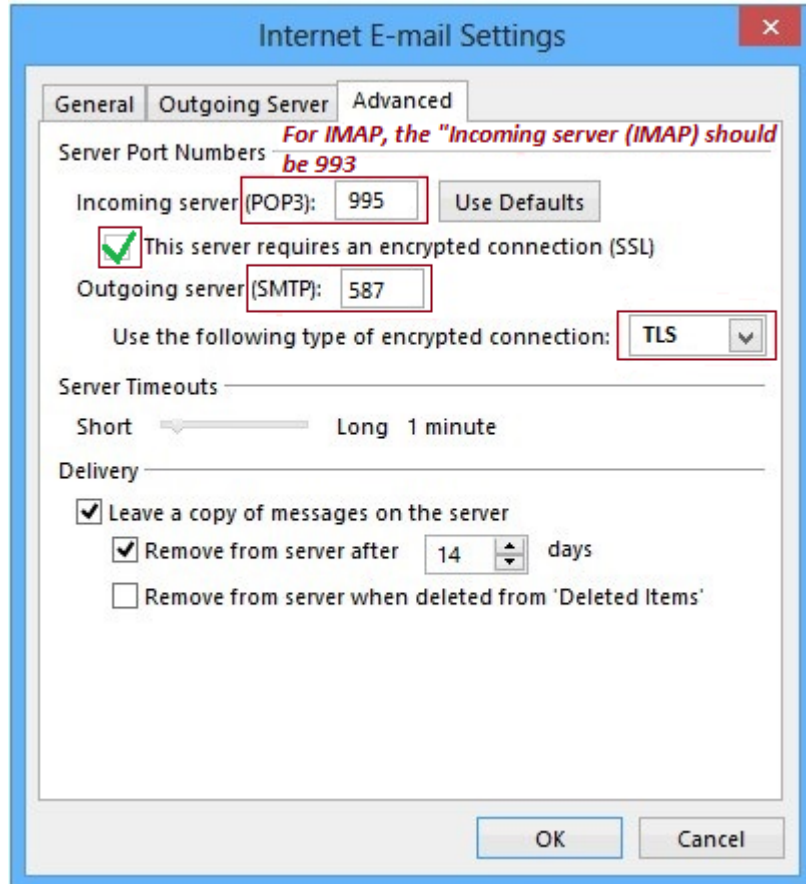 Internet E-mail Settings
General Outgoing Server Advanced
For IMAP, the "Incoming server (IMAP) should
Server Port Numbers be 993
Incoming server (POP3): 995 Use Defaults
This server requires an encrypted connection (SSL)
Outgoing server (SMTP): 587
Use the following type of encrypted connection: TLS
Server Timeouts
Short Long 1 minute
Delivery
Leave a copy of messages on the server
Remove from server after 14 days
Remove from server when deleted from 'Deleted Items'
OK Cancel